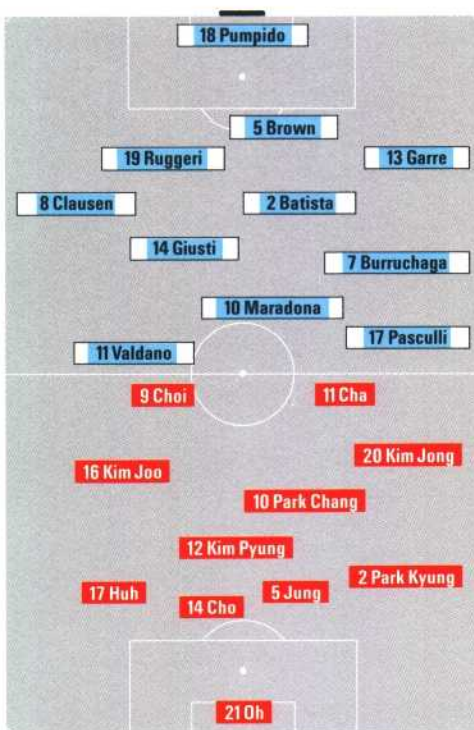 18 Pumpido
5 Brown
19 Ruggeri
13 Garre
8 Clausen
2 Batista
14 Giusti
7 Burruchaga
10 Maradona
17 Pasculli
11 Valdano
9 Choi
11 Cha
20 Kim Jong
16 Kim Joo
10 Park Chang
12 Kim Pyung
2 Park Kyung
17 Huh
5 Jung
14 Cho
21 Oh